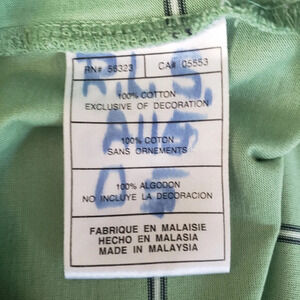 RN# 56323 CA# 05553
100% COTTON
EXCLUSIVE OF DECORATION
100% COTON
SANS ORNEMENTS
100% ALGODON
NO INCLUYE LA DECORACION
FABRIQUE EN MALAISIE
HECHO EN MALASIA
MADE IN MALAYSIA